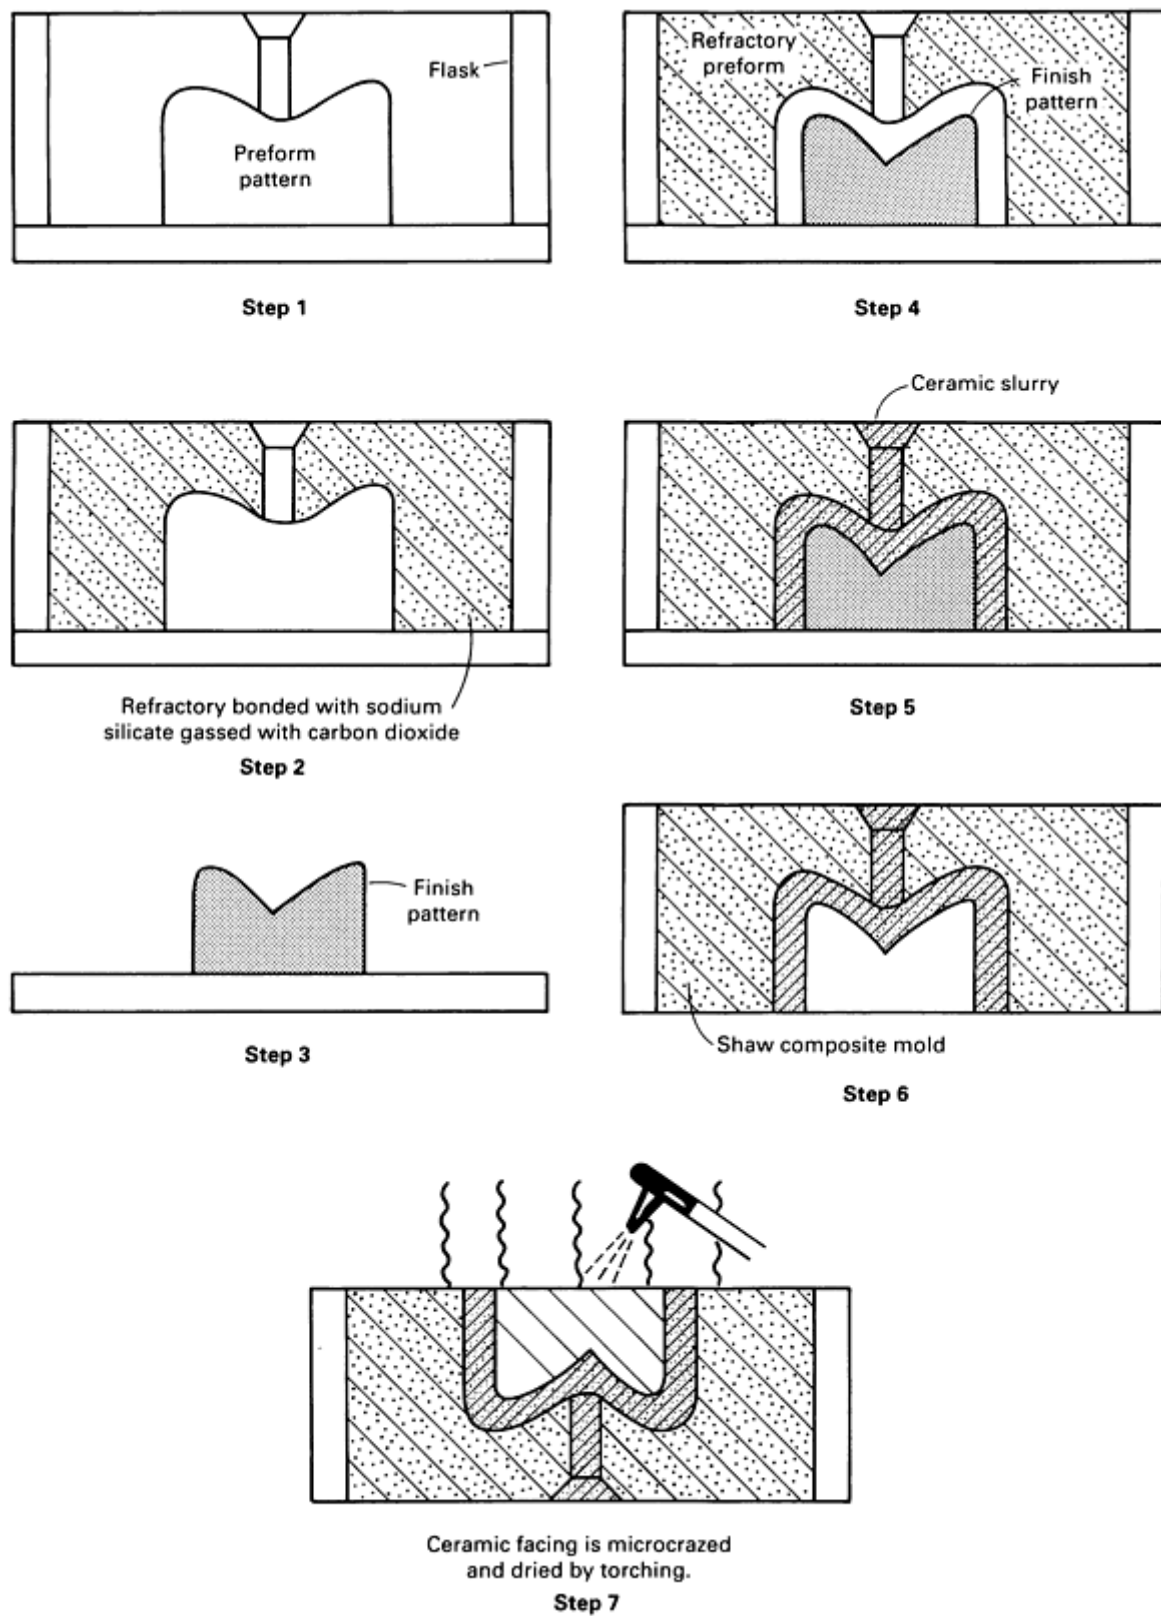 Flask
Preform
pattern
Step 1
Refractory
preform
Finish
pattern
Step 4
Refractory bonded with sodium
silicate gassed with carbon dioxide
Step 2
Ceramic slurry
Step 5
Finish
pattern
Step 3
Shaw composite mold
Step 6
Ceramic facing is microcrazed
and dried by torching.
Step 7